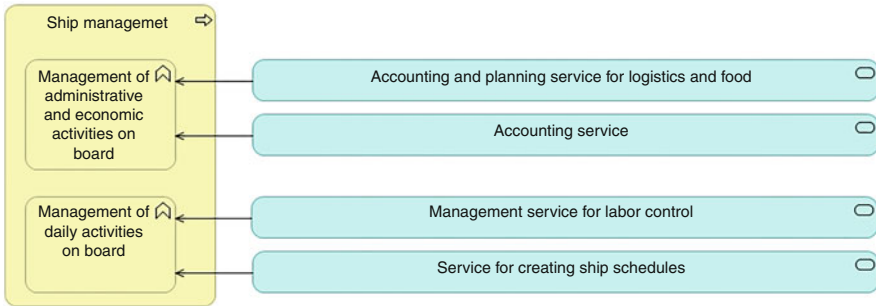 Ship managemet
Management of
administrative
and economic
activities on
board
Accounting and planning service for logistics and food
Accounting service
Management of
daily activities
on board
Management service for labor control
Service for creating ship schedules